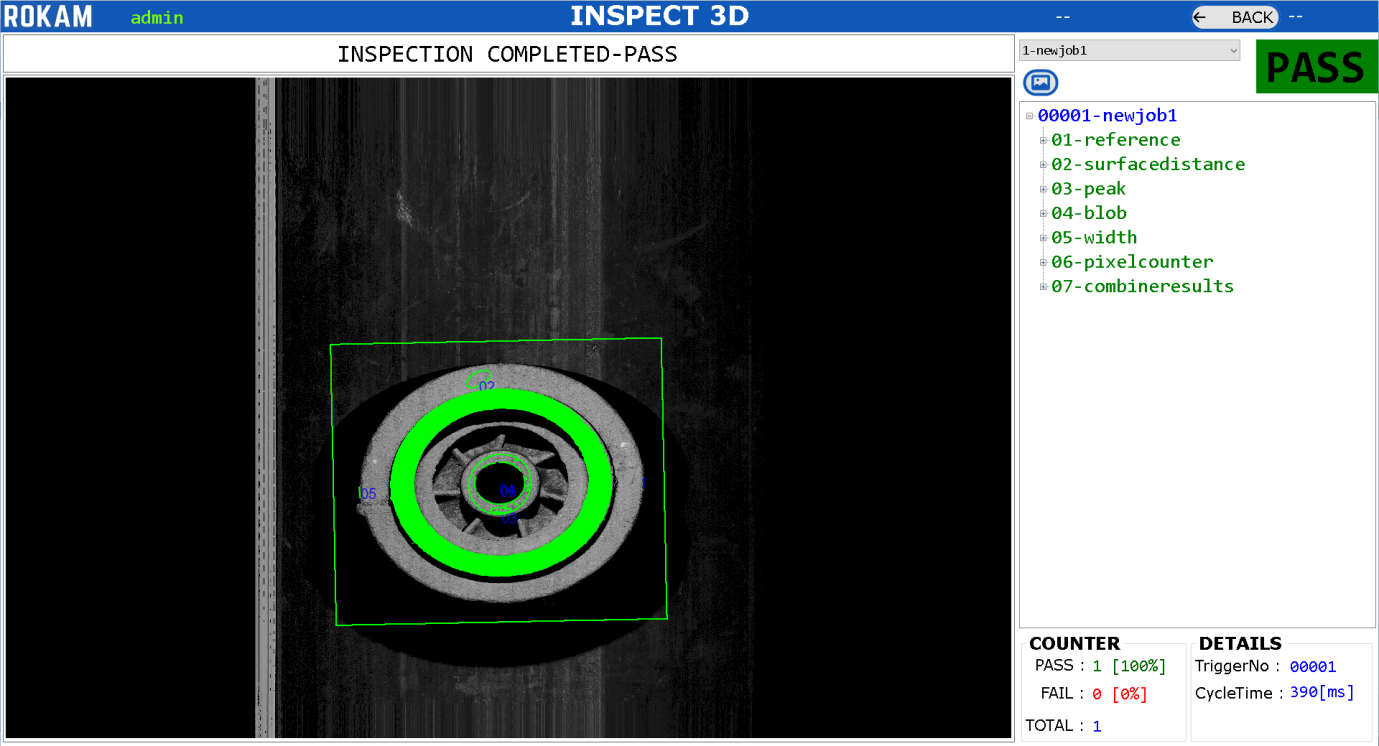 ROKAM admin INSPECT 3D -- BACK --
INSPECTION COMPLETED-PASS
1-newjob1
PASS
00001-newjob1
01-reference
02-surfacedistance
03-peak
04-blob
05-width
06-pixelcounter
07-combineresults
02
05
COUNTER
PASS : 1 [100%]
FAIL : 0 [0%]
TOTAL : 1
DETAILS
TriggerNo : 00001
CycleTime : 390[ms]